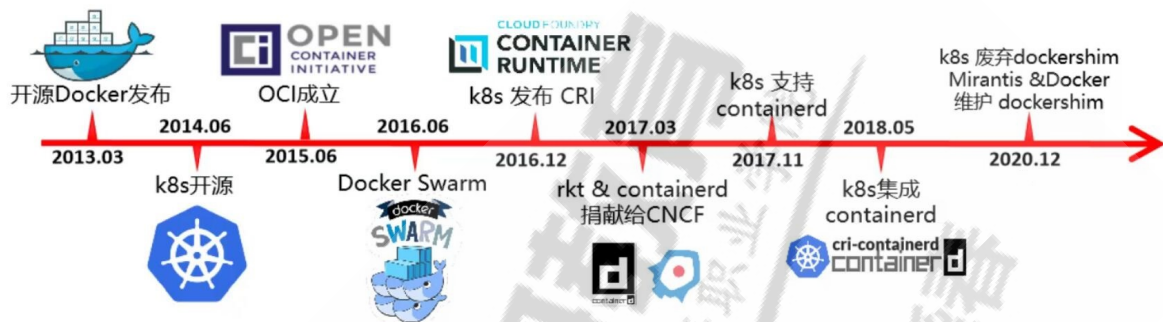 OPEN
CONTAINER
INITIATIVE
CLOUD FOUNDRY
CONTAINER
RUNTIME
开源Docker发布
OCI成立
k8s 发布 CRI
k8s 支持
containerd
k8s 废弃dockershim
Mirantis &Docker
维护 dockershim
2014.06
2016.06
2017.03
2018.05
2013.03
2015.06
2016.12
2017.11
2020.12
k8s开源
Docker Swarm
docker
SWARM
rkt & containerd
捐献给CNCF
containerd
k8s集成
containerd
cri-containerd
containerd